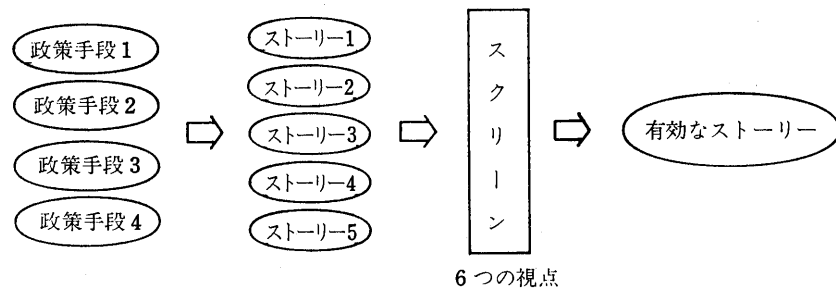 政策手段1
政策手段2
政策手段3
政策手段4
ストーリー1
ストーリー2
ストーリー3
ストーリー4
ストーリー5
スクリーン
6つの視点
有効なストーリー